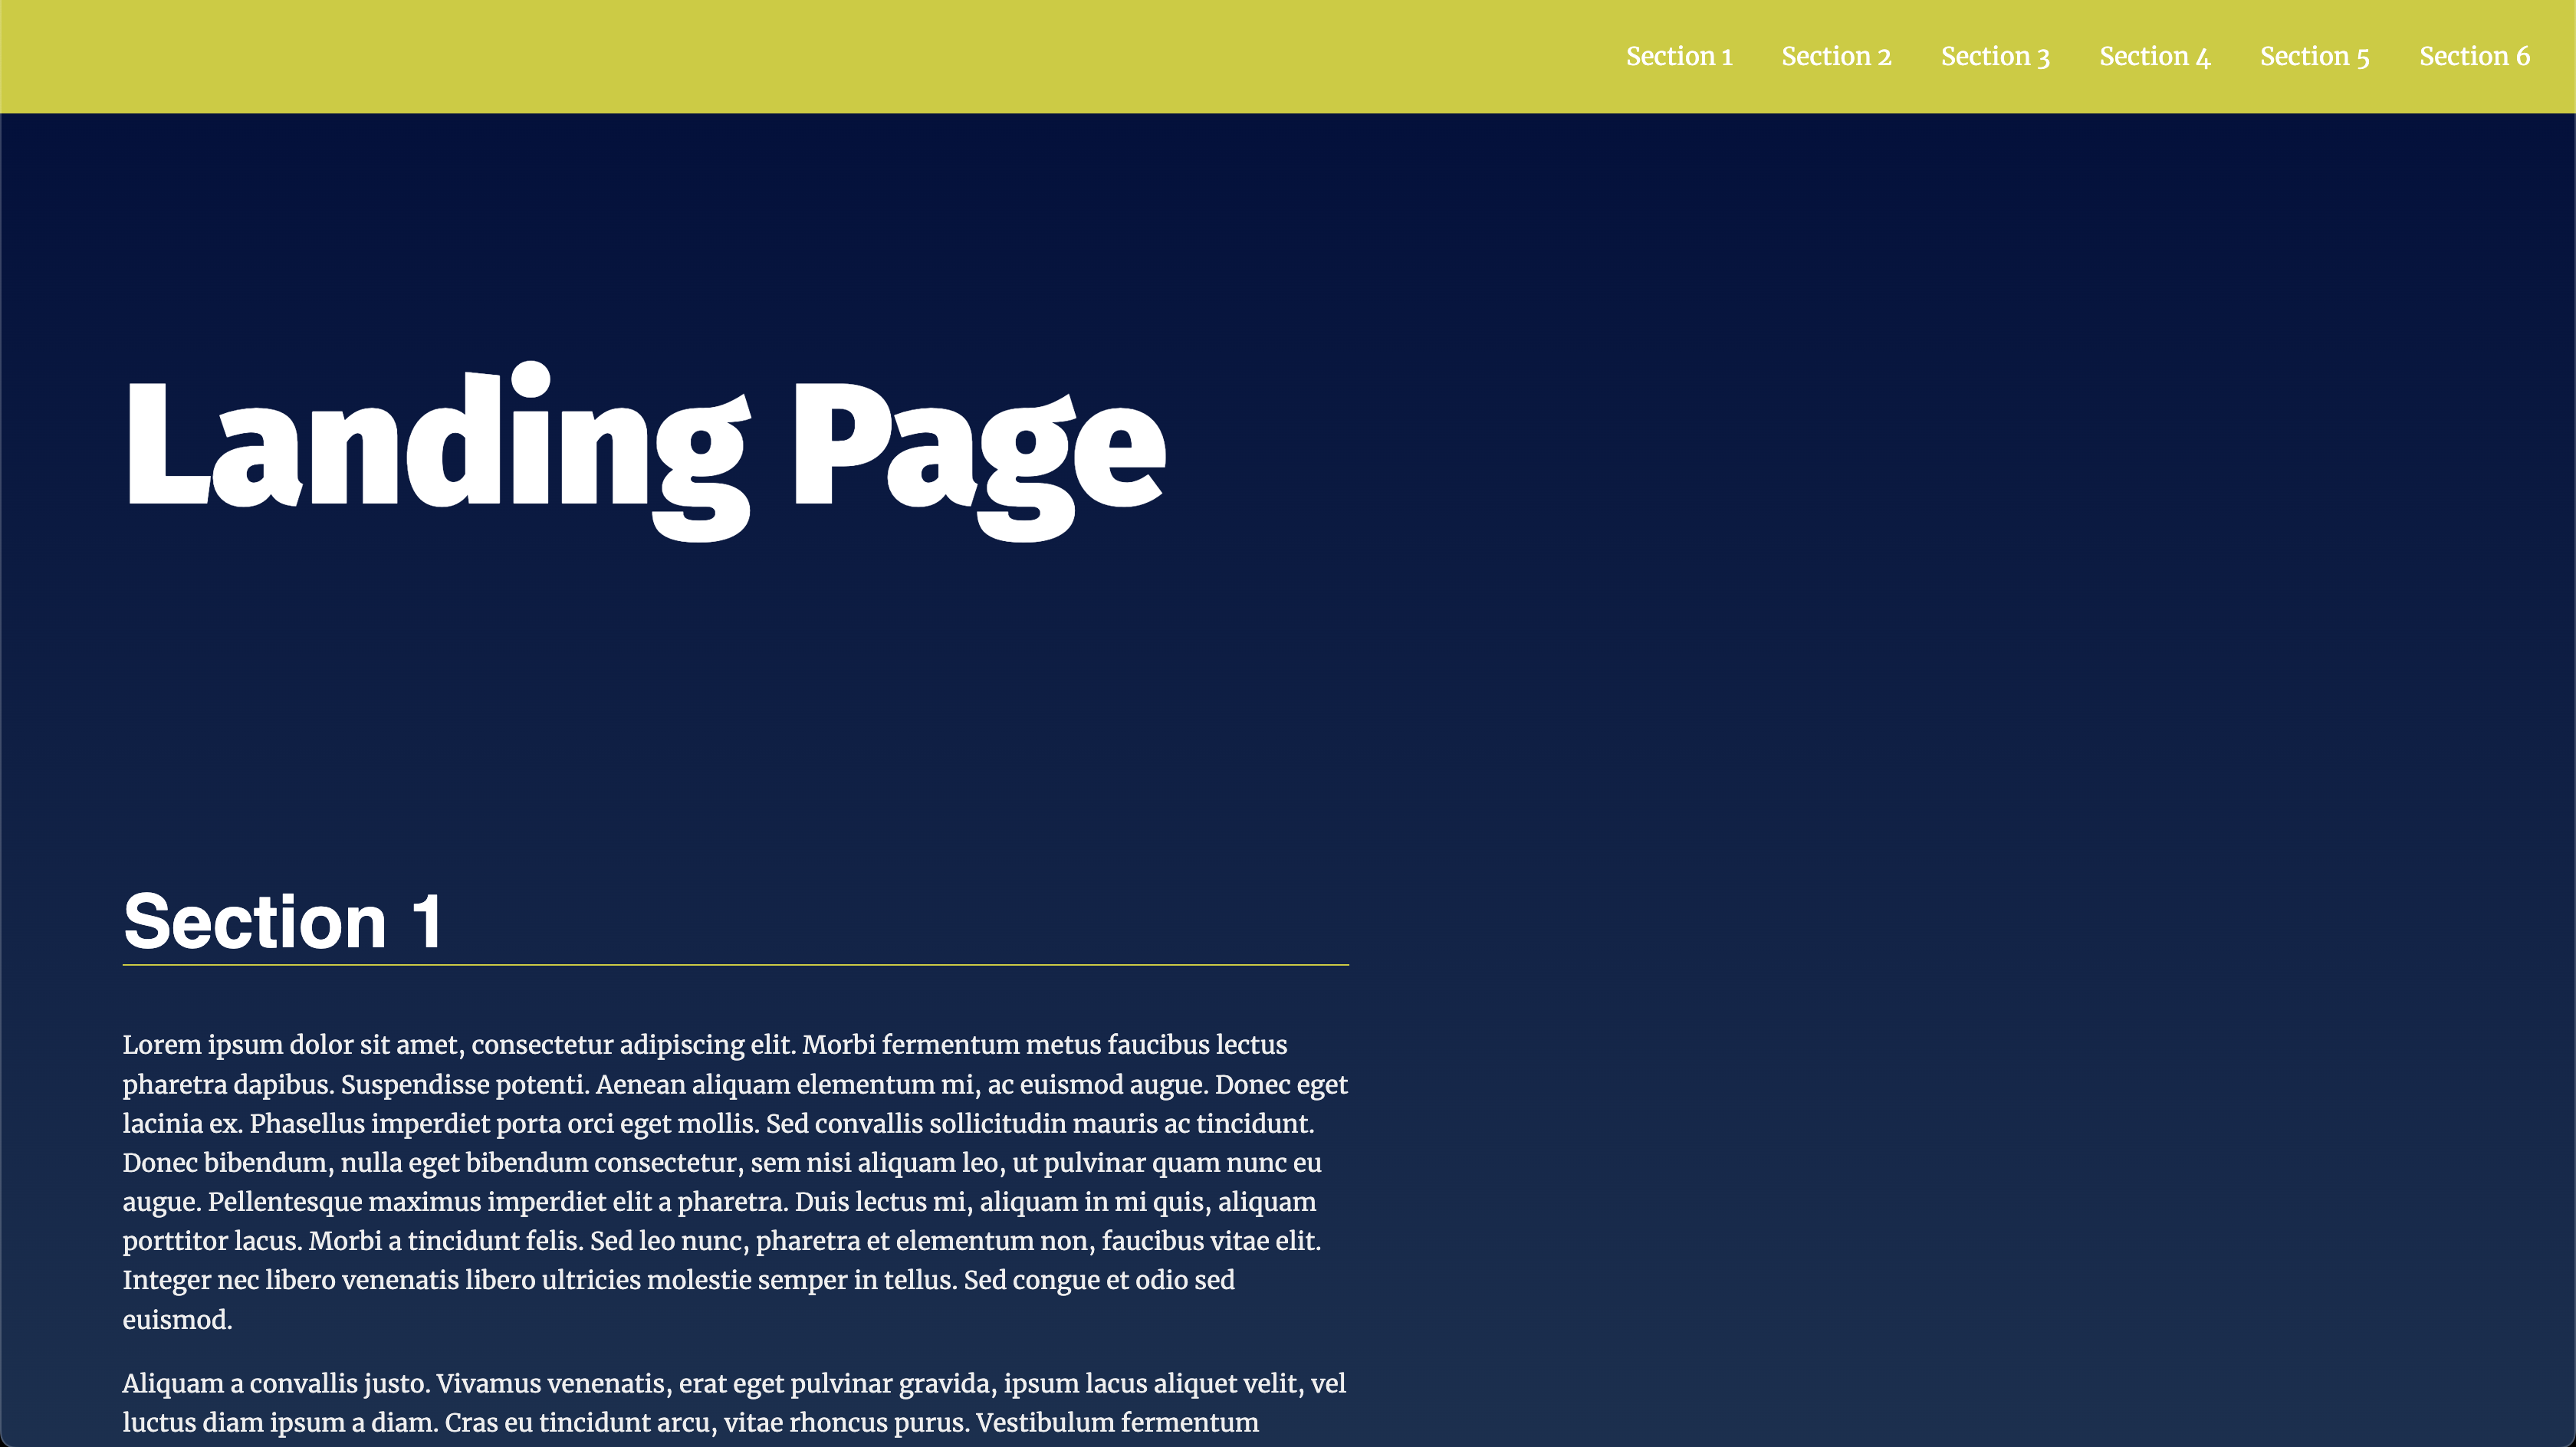 Section 1 Section 2 Section 3 Section 4 Section 5 Section 6
Landing Page
Section 1
Lorem ipsum dolor sit amet, consectetur adipiscing elit. Morbi fermentum metus faucibus lectus
pharetra dapibus. Suspendisse potenti. Aenean aliquam elementum mi, ac euismod augue. Donec eget
lacinia ex. Phasellus imperdiet porta orci eget mollis. Sed convallis sollicitudin mauris ac tincidunt.
Donec bibendum, nulla eget bibendum consectetur, sem nisi aliquam leo, ut pulvinar quam nunc eu
augue. Pellentesque maximus imperdiet elit a pharetra. Duis lectus mi, aliquam in mi quis, aliquam
porttitor lacus. Morbi a tincidunt felis. Sed leo nunc, pharetra et elementum non, faucibus vitae elit.
Integer nec libero venenatis libero ultricies molestie semper in tellus. Sed congue et odio sed
euismod.
Aliquam a convallis justo. Vivamus venenatis, erat eget pulvinar gravida, ipsum lacus aliquet velit, vel
luctus diam ipsum a diam. Cras eu tincidunt arcu, vitae rhoncus purus. Vestibulum fermentum